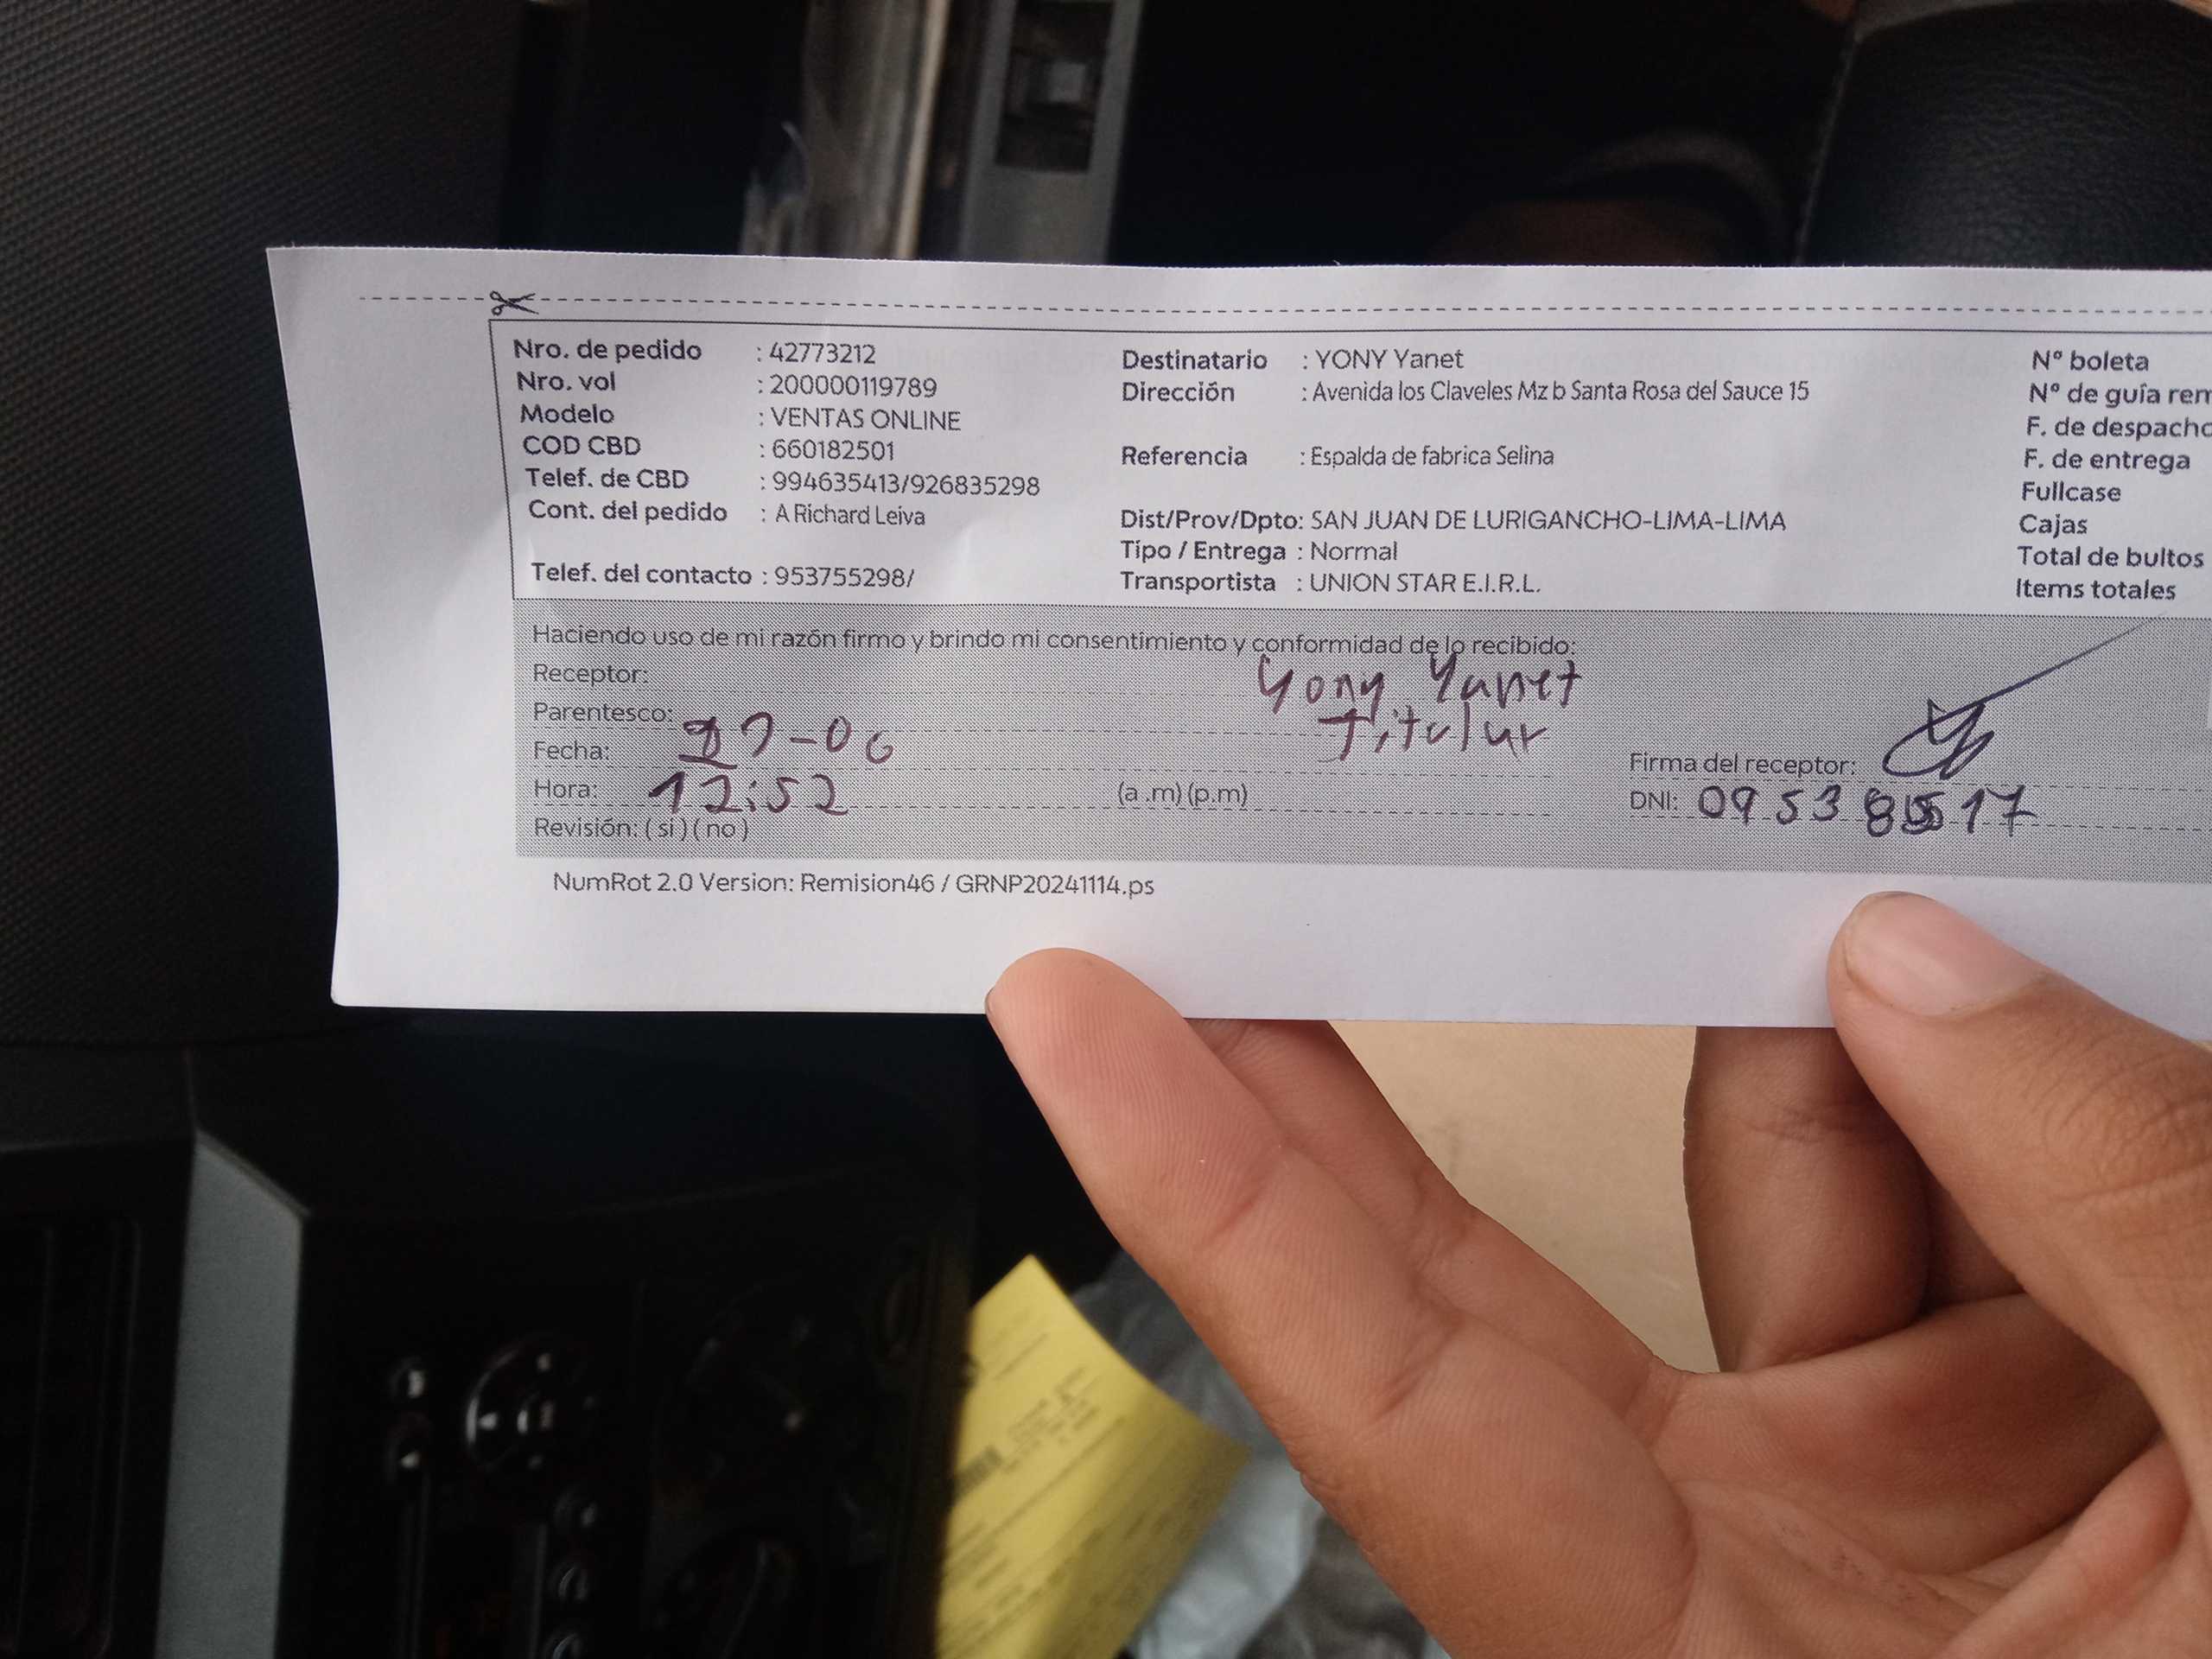 Nro. de pedido : 42773212
Nro. vol : 200000119789
Modelo : VENTAS ONLINE
COD CBD : 660182501
Telef. de CBD : 994635413/926835298
Cont. del pedido : A Richard Leiva
Telef. del contacto : 953755298/
Destinatario : YONY Yanet
Dirección : Avenida los Claveles Mz b Santa Rosa del Sauce 15
Referencia : Espalda de fabrica Selina
Dist/Prov/Dpto: SAN JUAN DE LURIGANCHO-LIMA-LIMA
Tipo / Entrega : Normal
Transportista : UNION STAR E.I.R.L.
Nº boleta
Nº de guía rem
F. de despacho
F. de entrega
Fullcase
Cajas
Total de bultos
Items totales
Haciendo uso de mi razón firmo y brindo mi consentimiento y conformidad de lo recibido:
Receptor: Yony Yanet
Parentesco: Titular
Fecha:
Hora: 12:52 (a .m) (p.m)
Revisión: ( si ) ( no )
Firma del receptor:
DNI:
NumRot 2.0 Version: Remision46 / GRNP20241114.ps